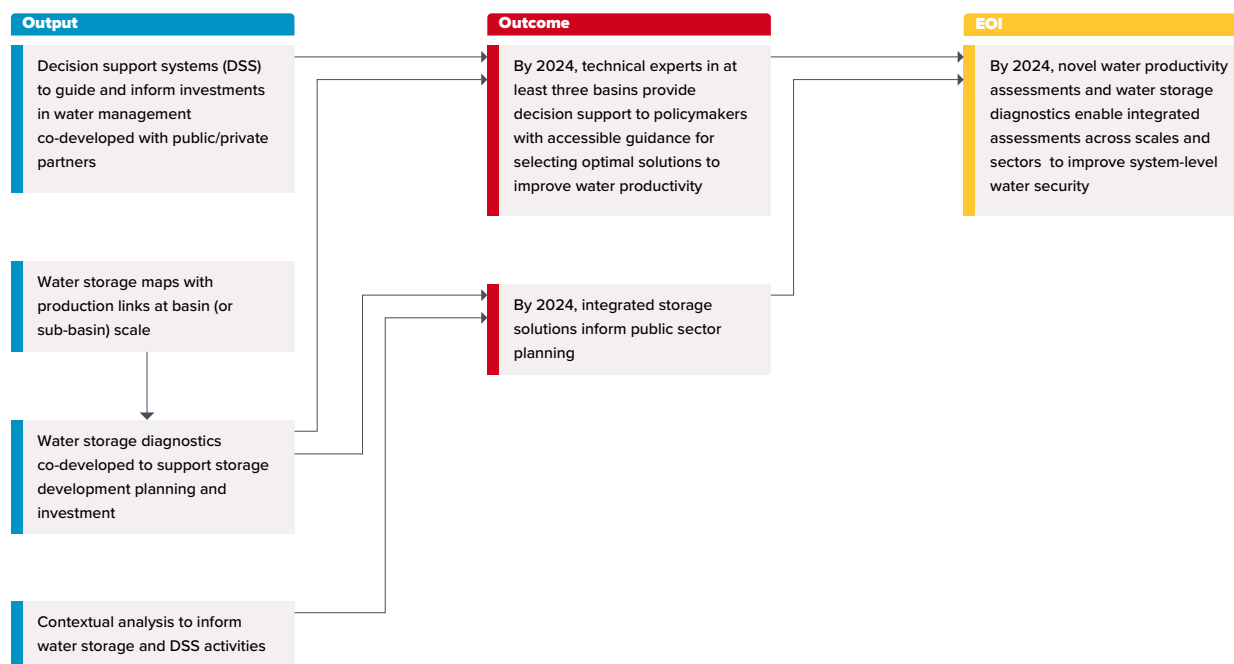 Output
Decision support systems (DSS)
to guide and inform investments
in water management
co-developed with public/private
partners
Water storage maps with
production links at basin (or
sub-basin) scale
Water storage diagnostics
co-developed to support storage
development planning and
investment
Contextual analysis to inform
water storage and DSS activities
Outcome
By 2024, technical experts in at
least three basins provide
decision support to policymakers
with accessible guidance for
selecting optimal solutions to
improve water productivity
By 2024, integrated storage
solutions inform public sector
planning
EOI
By 2024, novel water productivity
assessments and water storage
diagnostics enable integrated
assessments across scales and
sectors to improve system-level
water security